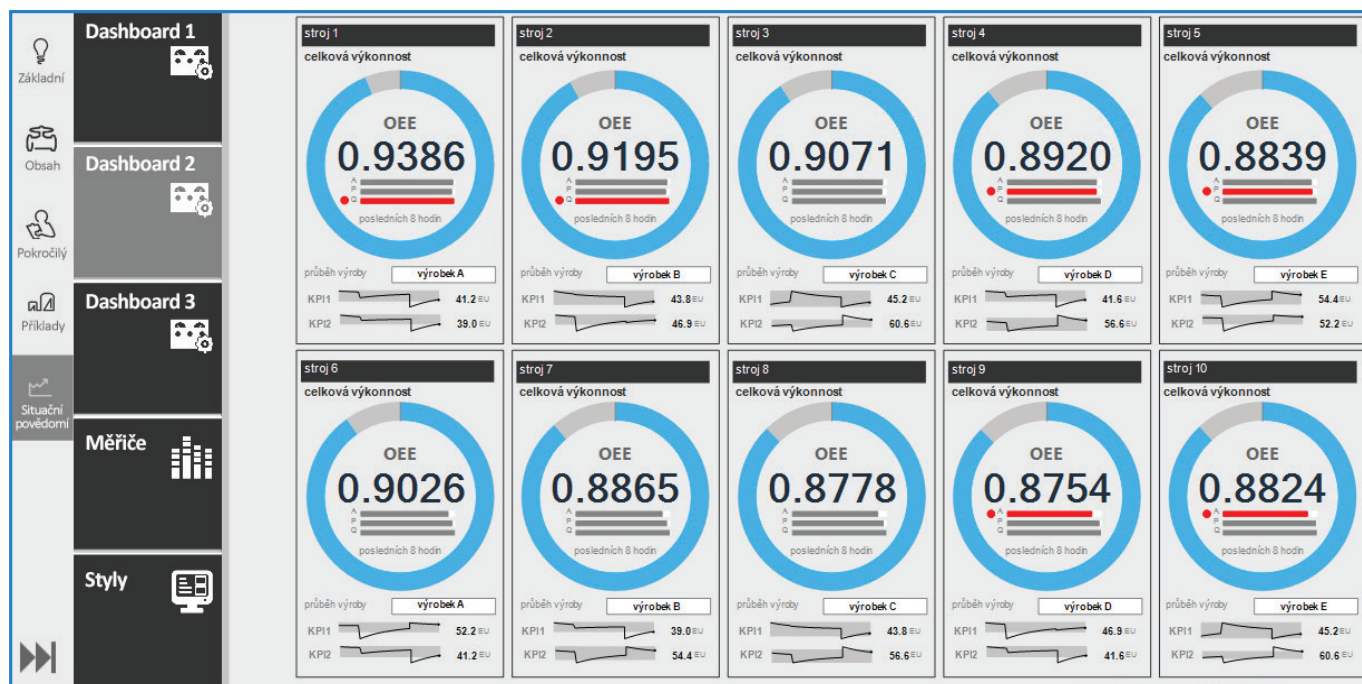 Základní
Obsah
Pokročilý
Příklady
Situační
povědomí
Dashboard 1
Dashboard 2
Dashboard 3
Měřiče
Styly
stroj 1
celková výkonnost
OEE
0.9386
A
P
Q
posledních 8 hodin
průběh výroby výrobek A
KPI1 41.2 EU
KPI2 39.0 EU
stroj 2
celková výkonnost
OEE
0.9195
A
P
Q
posledních 8 hodin
průběh výroby výrobek B
KPI1 43.8 EU
KPI2 46.9 EU
stroj 3
celková výkonnost
OEE
0.9071
A
P
Q
posledních 8 hodin
průběh výroby výrobek C
KPI1 45.2 EU
KPI2 60.6 EU
stroj 4
celková výkonnost
OEE
0.8920
A
P
Q
posledních 8 hodin
průběh výroby výrobek D
KPI1 41.6 EU
KPI2 56.6 EU
stroj 5
celková výkonnost
OEE
0.8839
A
P
Q
posledních 8 hodin
průběh výroby výrobek E
KPI1 54.4 EU
KPI2 52.2 EU
stroj 6
celková výkonnost
OEE
0.9026
A
P
Q
posledních 8 hodin
průběh výroby výrobek A
KPI1 52.2 EU
KPI2 41.2 EU
stroj 7
celková výkonnost
OEE
0.8865
A
P
Q
posledních 8 hodin
průběh výroby výrobek B
KPI1 39.0 EU
KPI2 54.4 EU
stroj 8
celková výkonnost
OEE
0.8778
A
P
Q
posledních 8 hodin
průběh výroby výrobek C
KPI1 43.8 EU
KPI2 56.6 EU
stroj 9
celková výkonnost
OEE
0.8754
A
P
Q
posledních 8 hodin
průběh výroby výrobek D
KPI1 46.9 EU
KPI2 41.6 EU
stroj 10
celková výkonnost
OEE
0.8824
A
P
Q
posledních 8 hodin
průběh výroby výrobek E
KPI1 45.2 EU
KPI2 60.6 EU